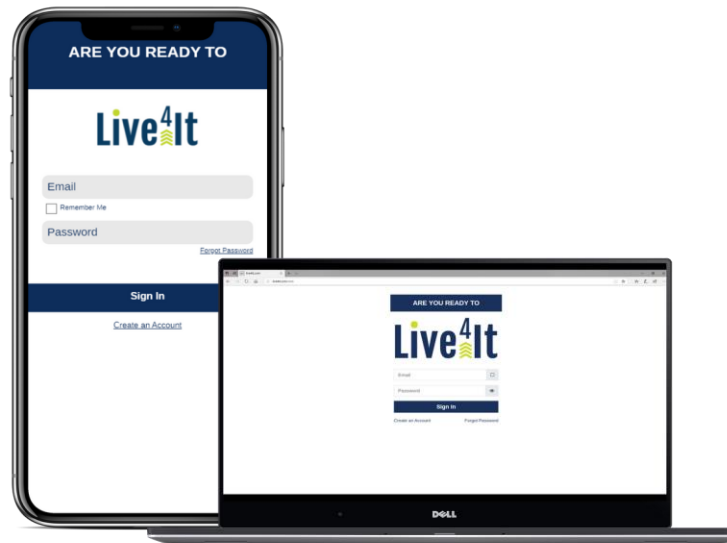 ARE YOU READY TO
Live4It
Email
Remember Me
Password
Forgot Password
Sign In
Create an Account
ARE YOU READY TO
Live4It
Email
Password
Sign In
Create an Account Forgot Password
DELL